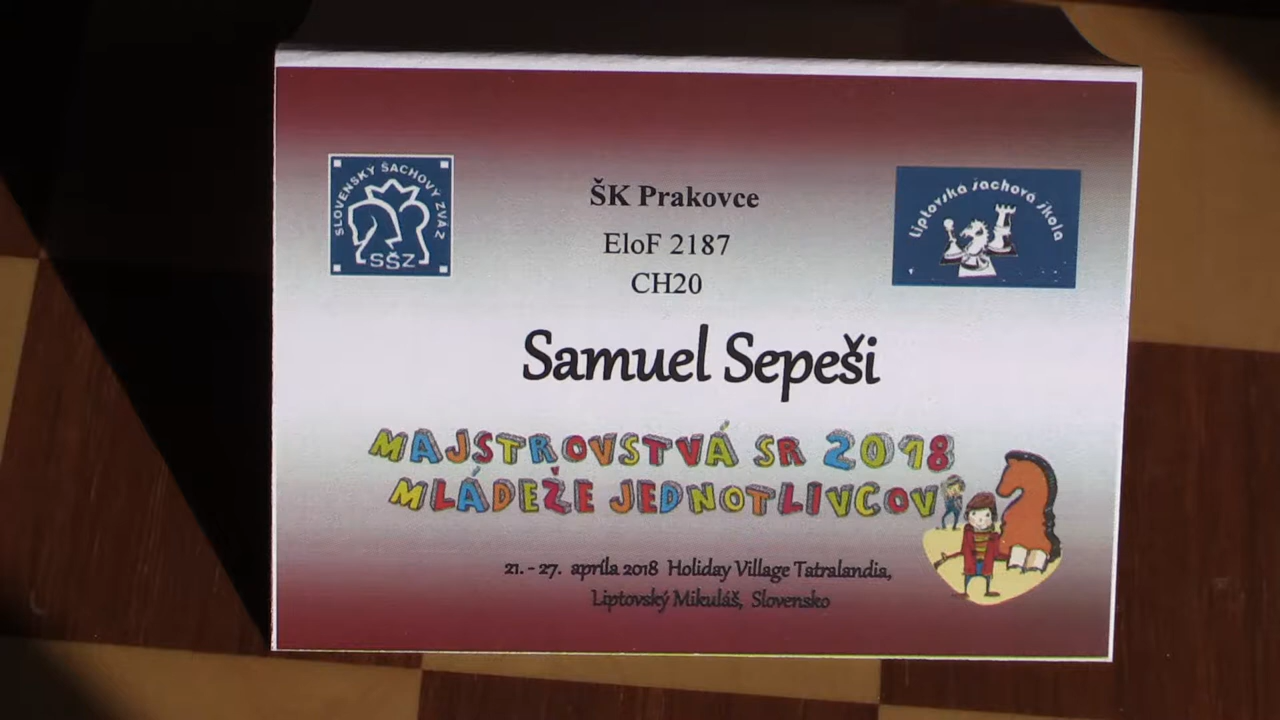 SLOVENSKÝ ŠACHOVÝ ZVÄZ
SŠZ
ŠK Prakovce
EloF 2187
CH20
Liptovská šachová škola
Samuel Sepeši
MAJSTROVSTVÁ SR 2018
MLÁDEŽE JEDNOTLIVCOV
21. - 27. apríla 2018 Holiday Village Tatralandia,
Liptovský Mikuláš, Slovensko